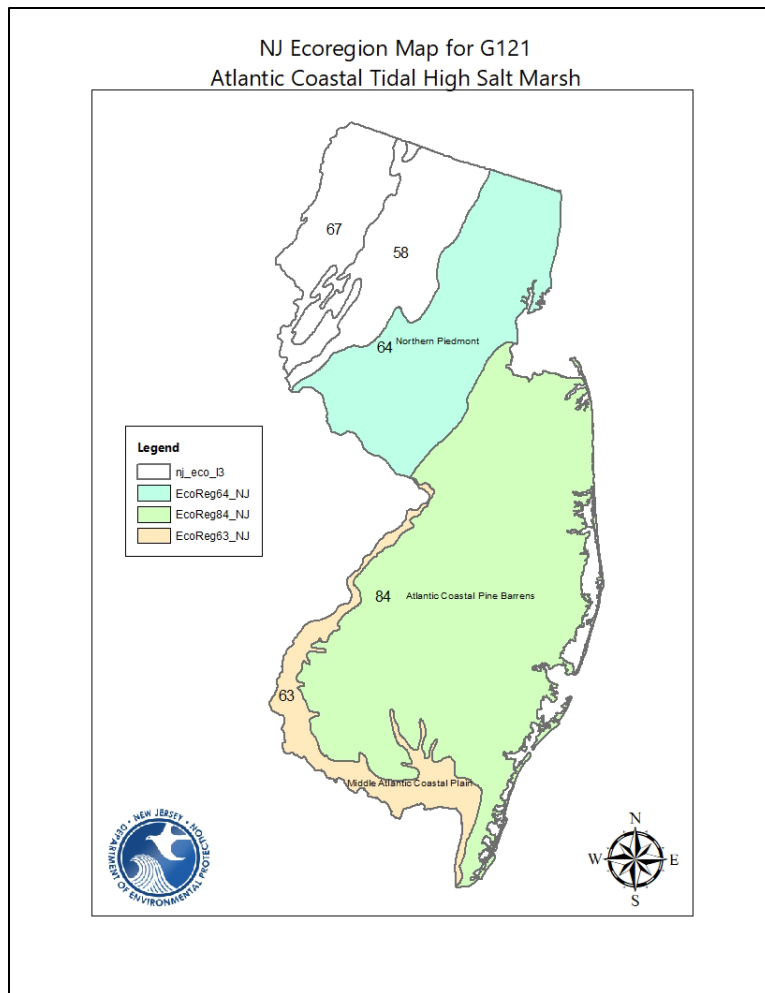 NJ Ecoregion Map for G121
Atlantic Coastal Tidal High Salt Marsh
67
58
64
Northern Piedmont
Legend
nj_eco_l3
EcoReg64_NJ
EcoReg84_NJ
EcoReg63_NJ
84
Atlantic Coastal Pine Barrens
63
Middle Atlantic Coastal Plain
• NEW JERSEY •
DEPARTMENT OF ENVIRONMENTAL PROTECTION
N
W
E
S